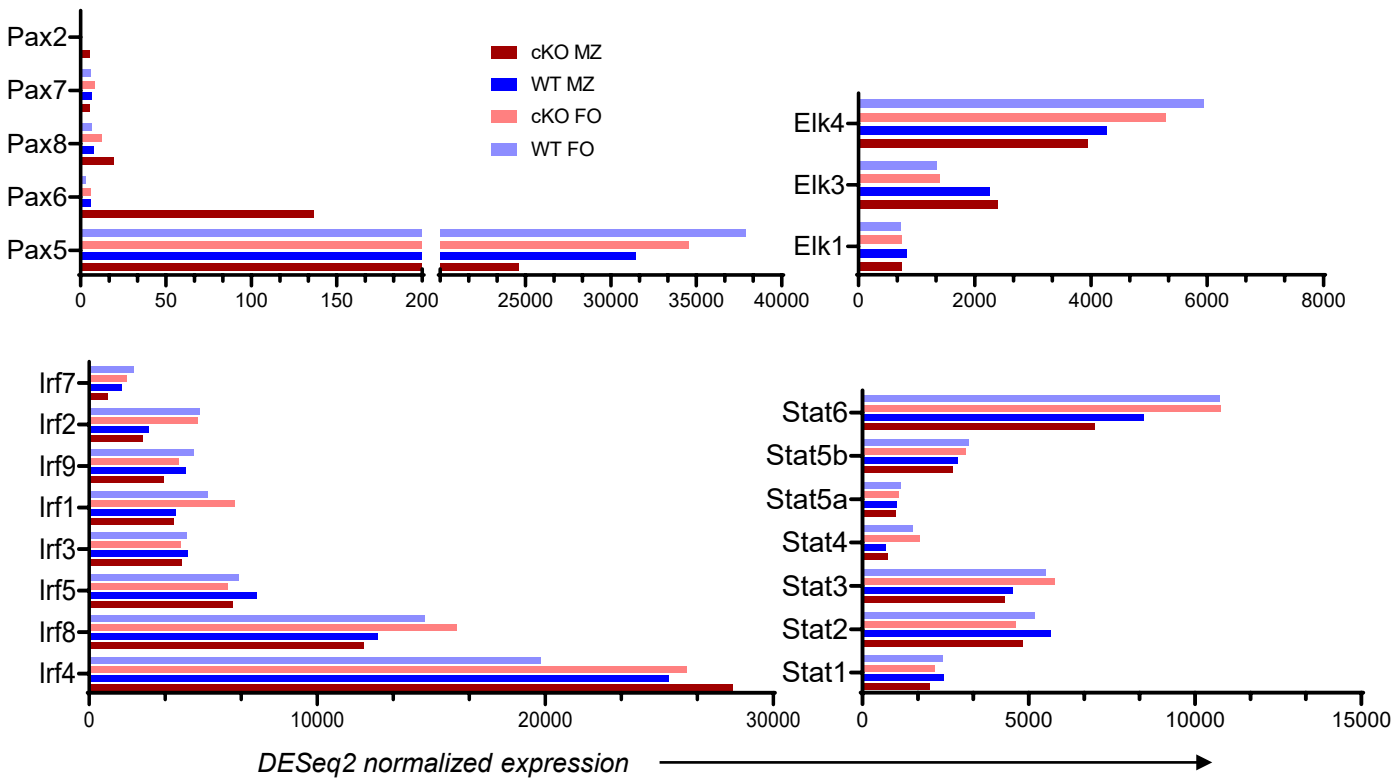 Pax2
Pax7
Pax8
Pax6
Pax5
0 50 100 150 200 25000 30000 35000 40000
cKO MZ
WT MZ
cKO FO
WT FO
Elk4
Elk3
Elk1
0 2000 4000 6000 8000
Irf7
Irf2
Irf9
Irf1
Irf3
Irf5
Irf8
Irf4
0 10000 20000 30000
Stat6
Stat5b
Stat5a
Stat4
Stat3
Stat2
Stat1
0 5000 10000 15000
DESeq2 normalized expression